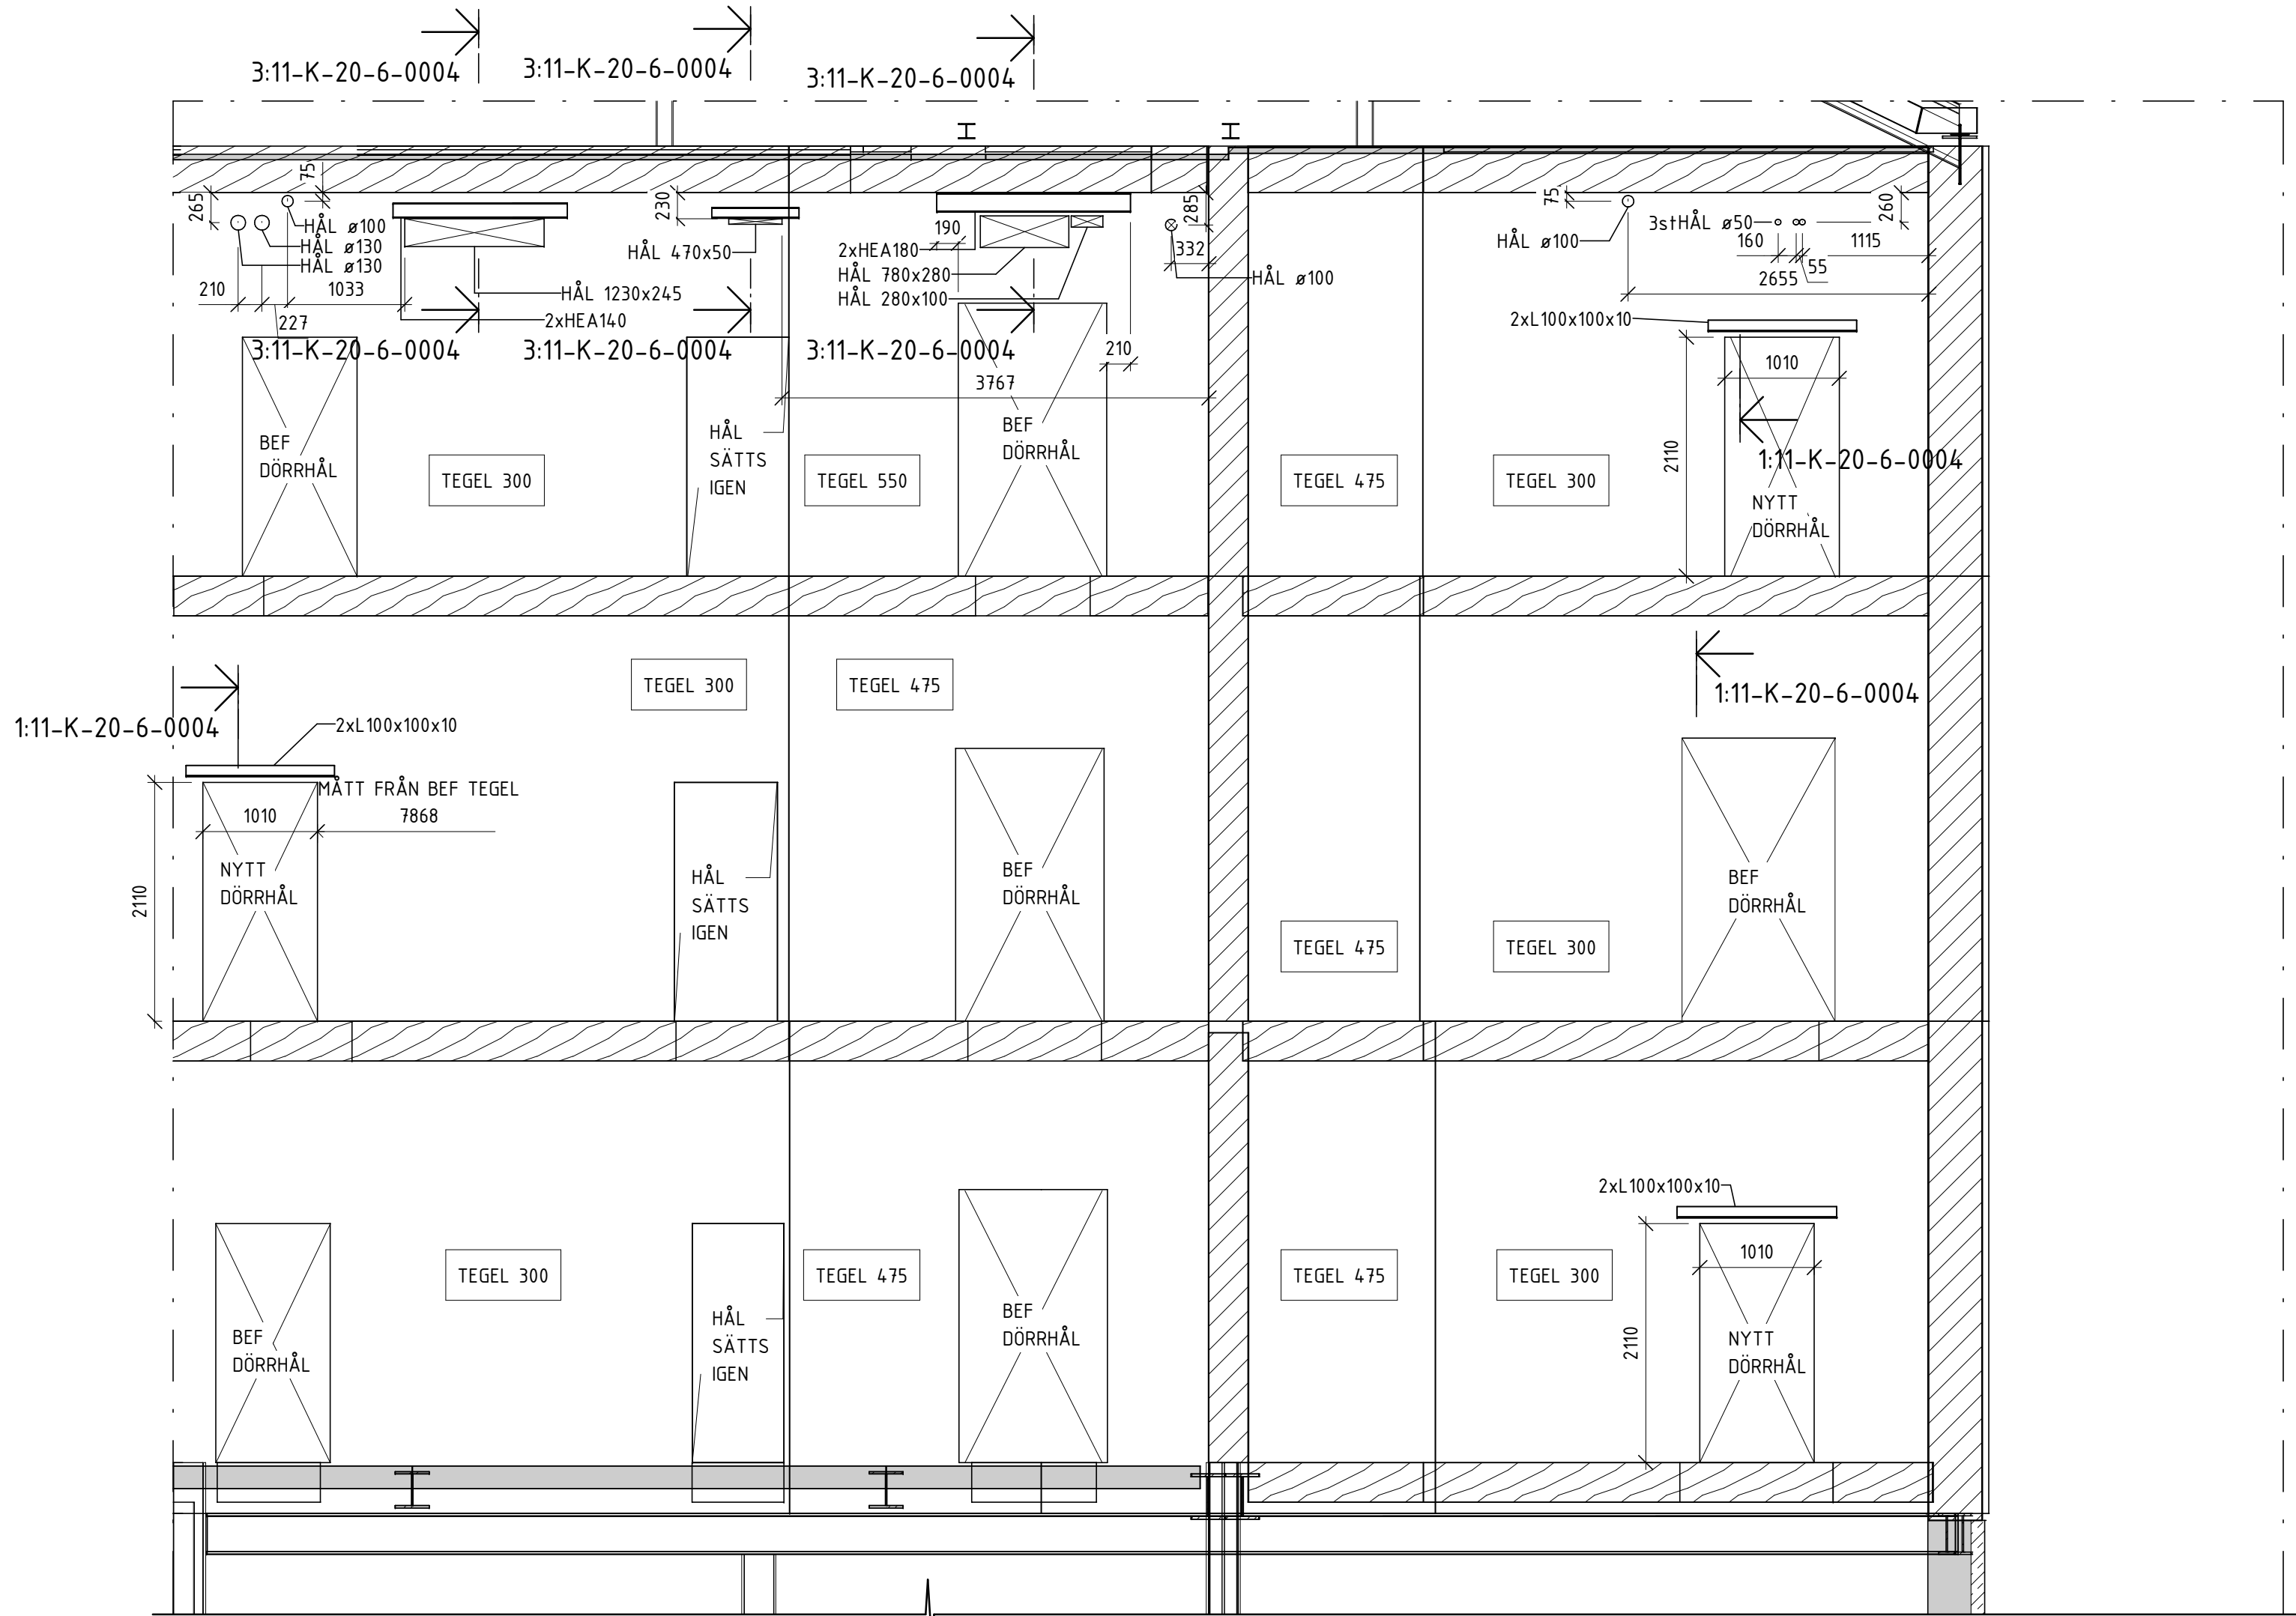 3:11-K-20-6-0004
3:11-K-20-6-0004
3:11-K-20-6-0004
75
265
HÅL ø100
HÅL ø130
HÅL ø130
210
1033
227
HÅL 1230x245
2xHEA140
230
HÅL 470x50
190
2xHEA180
HÅL 780x280
HÅL 280x100
285
332
HÅL ø100
75
HÅL ø100
3stHÅL ø50
160
260
1115
55
2655
2xL100x100x10
3:11-K-20-6-0004
3:11-K-20-6-0004
3:11-K-20-6-0004
210
3767
1010
2110
1:11-K-20-6-0004
BEF
DÖRRHÅL
TEGEL 300
HÅL
SÄTTS
IGEN
TEGEL 550
BEF
DÖRRHÅL
TEGEL 475
TEGEL 300
NYTT
DÖRRHÅL
TEGEL 300
TEGEL 475
1:11-K-20-6-0004
1:11-K-20-6-0004
2xL100x100x10
MÅTT FRÅN BEF TEGEL
1010
7868
2110
NYTT
DÖRRHÅL
HÅL
SÄTTS
IGEN
BEF
DÖRRHÅL
TEGEL 475
TEGEL 300
BEF
DÖRRHÅL
2xL100x100x10
1010
2110
BEF
DÖRRHÅL
TEGEL 300
HÅL
SÄTTS
IGEN
TEGEL 475
BEF
DÖRRHÅL
TEGEL 475
TEGEL 300
NYTT
DÖRRHÅL